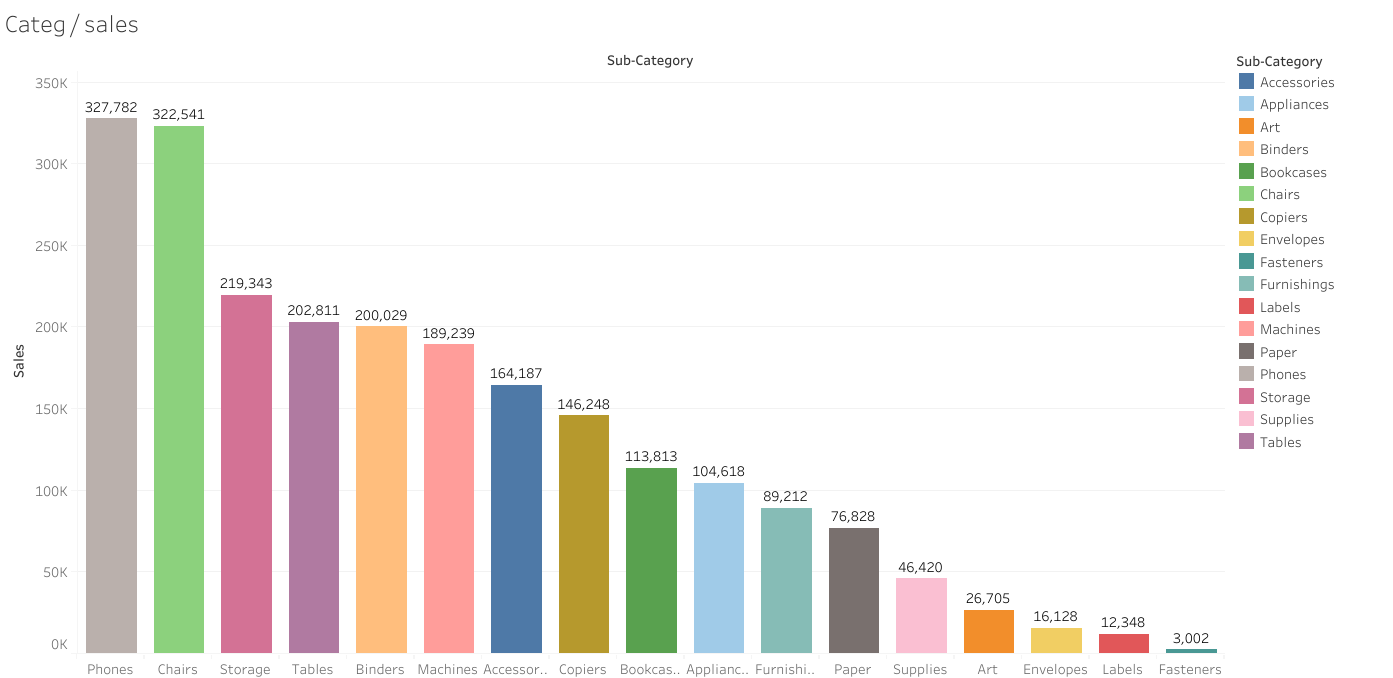 Categ / sales
Sub-Category
350K
300K
250K
200K
150K
100K
50K
0K
Sales
327,782
322,541
219,343
202,811
200,029
189,239
164,187
146,248
113,813
104,618
89,212
76,828
46,420
26,705
16,128
12,348
3,002
Phones Chairs Storage Tables Binders Machines Accessor.. Copiers Bookcas.. Applianc.. Furnishi.. Paper Supplies Art Envelopes Labels Fasteners
Sub-Category
Accessories
Appliances
Art
Binders
Bookcases
Chairs
Copiers
Envelopes
Fasteners
Furnishings
Labels
Machines
Paper
Phones
Storage
Supplies
Tables